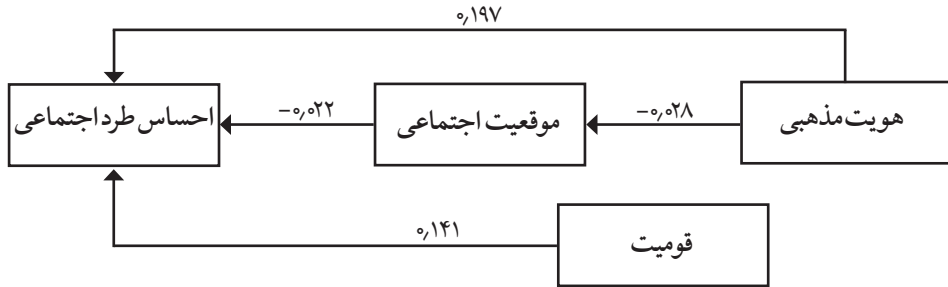 ۰٫۱۹۷
هویت مذهبی
-۰٫۰۲۸
موقعیت اجتماعی
-۰٫۰۲۲
احساس طرد اجتماعی
قومیت
۰٫۱۴۱